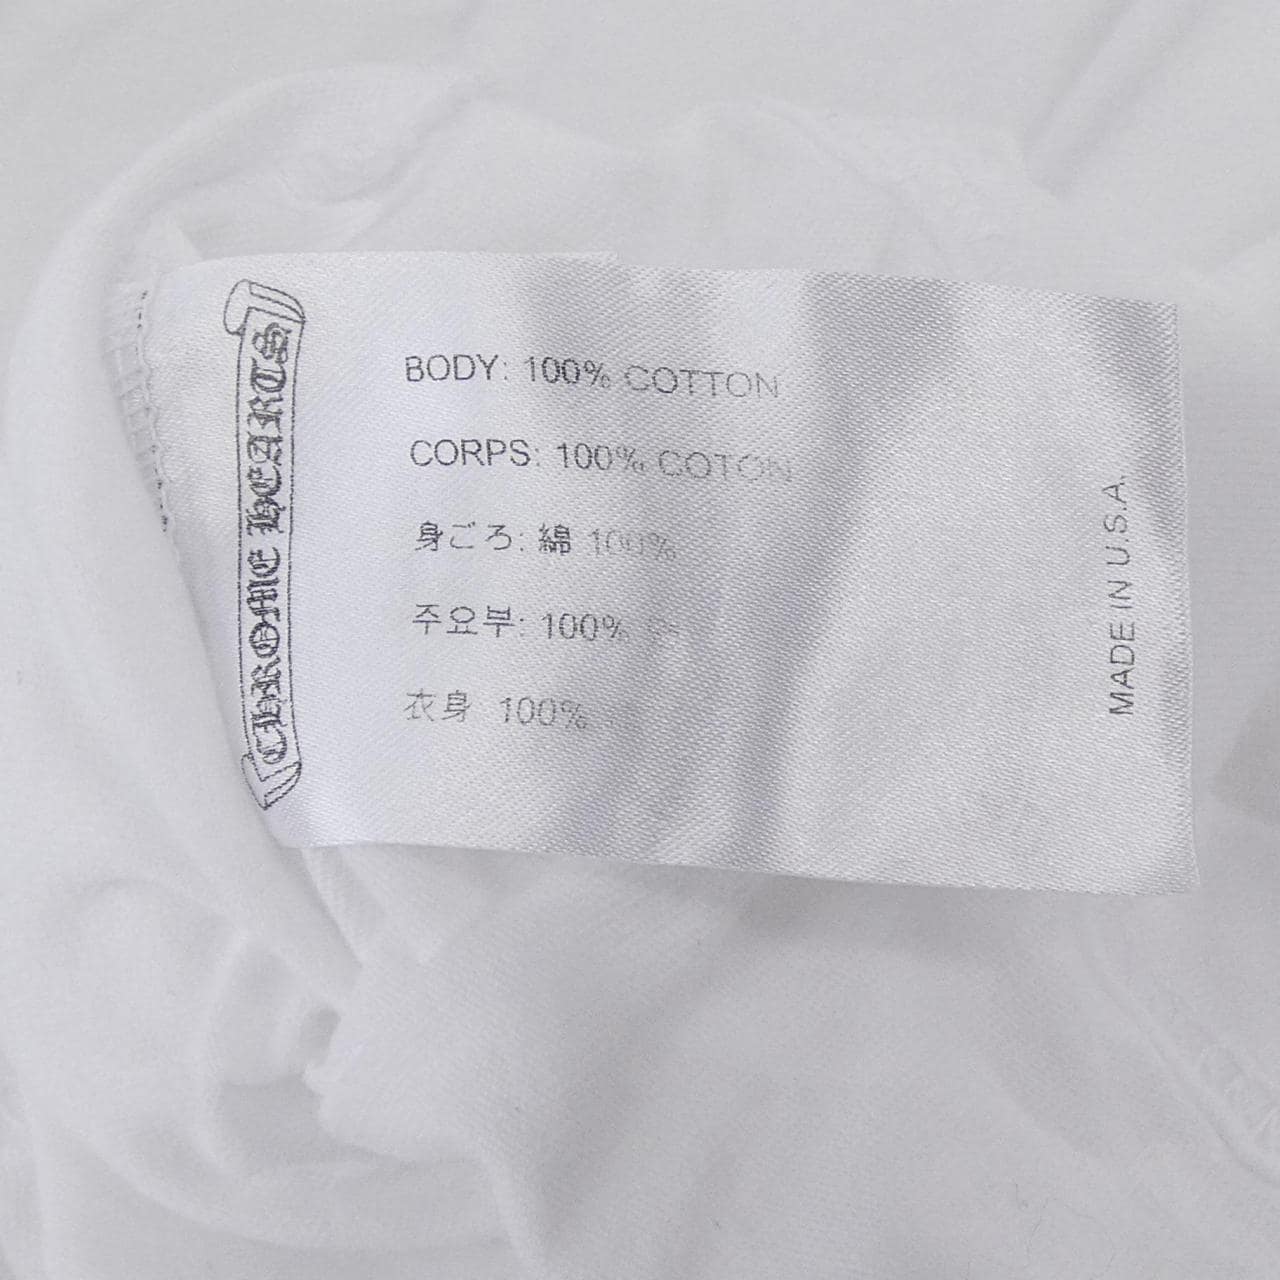 CHROME HEARTS
BODY: 100% COTTON
CORPS: 100% COTON
身ごろ: 綿 100%
주요부: 100%
衣身 100%
MADE IN U.S.A.